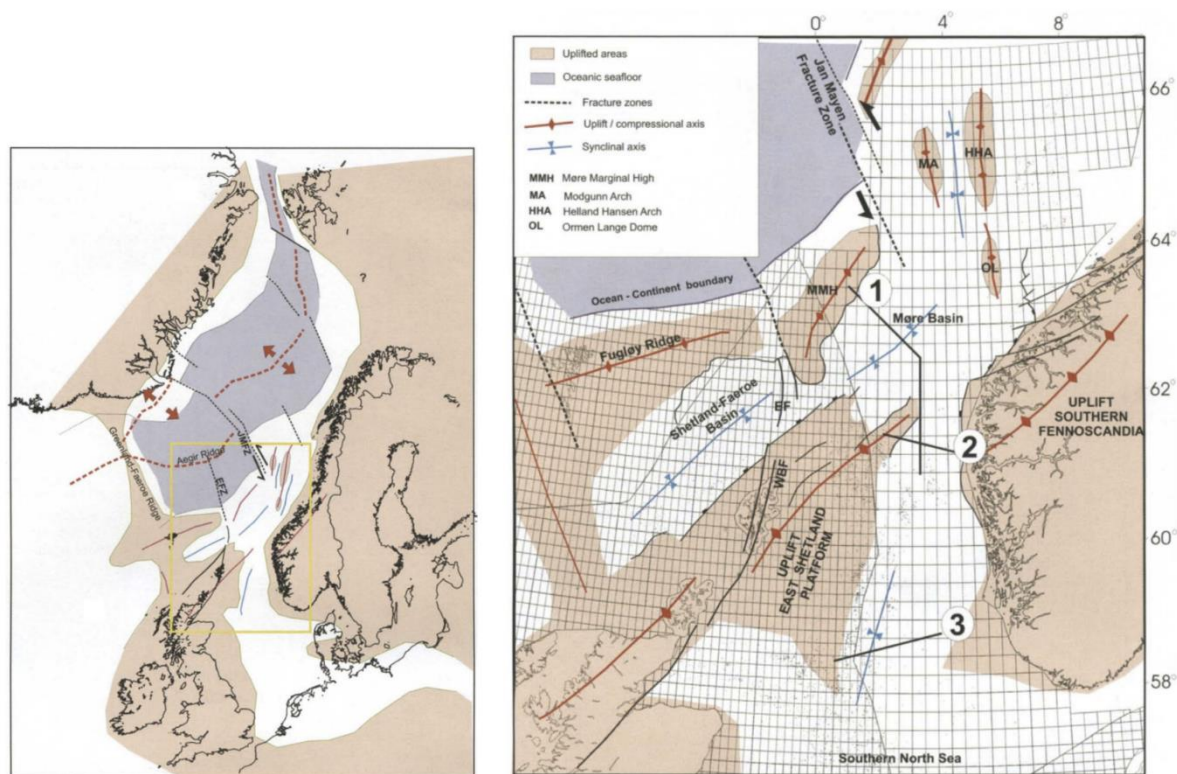 Greenland-Faeroe Ridge
Aegir Ridge
EFZ
?
Uplifted areas
Oceanic seafloor
Fracture zones
Uplift / compressional axis
Synclinal axis
MMH Møre Marginal High
MA Modgunn Arch
HHA Helland Hansen Arch
OL Ormen Lange Dome
0° 4° 8°
66°
64°
62°
60°
58°
Jan Mayen
Fracture Zone
MA
HHA
OL
MMH
1
Ocean - Continent boundary
Møre Basin
Fugløy Ridge
Shetland-Faeroe
Basin
EF
UPLIFT
SOUTHERN
FENNOSCANDIA
2
WBF
UPLIFT
EAST SHETLAND
PLATFORM
3
Southern North Sea